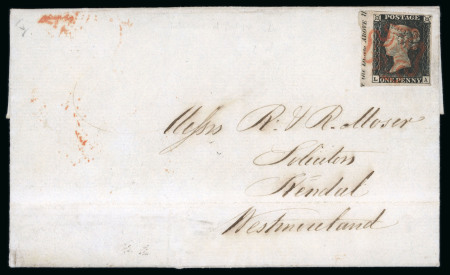 POSTAGE
ONE PENNY
Messrs R. & R. Moser
Solicitors
Kendal
Westmoreland